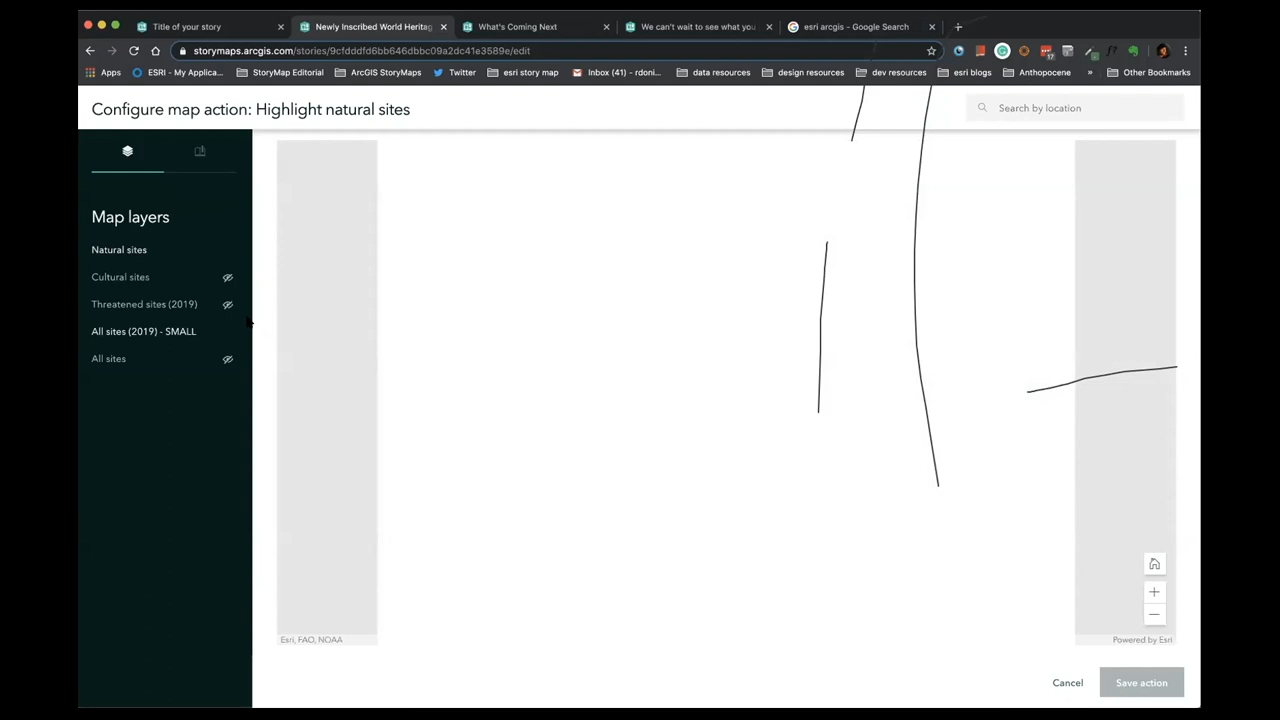 Title of your story
Newly Inscribed World Heritag
What's Coming Next
We can't wait to see what you
esri arcgis - Google Search
storymaps.arcgis.com/stories/9cfdddfd6bb646dbbc09a2dc41e3589e/edit
Apps
ESRI - My Applica...
StoryMap Editorial
ArcGIS StoryMaps
Twitter
esri story map
Inbox (41) - rdoni...
data resources
design resources
dev resources
esri blogs
Anthopocene
»
Other Bookmarks
Configure map action: Highlight natural sites
Search by location
Map layers
Natural sites
Cultural sites
Threatened sites (2019)
All sites (2019) - SMALL
All sites
Esri, FAO, NOAA
Powered by Esri
Cancel
Save action